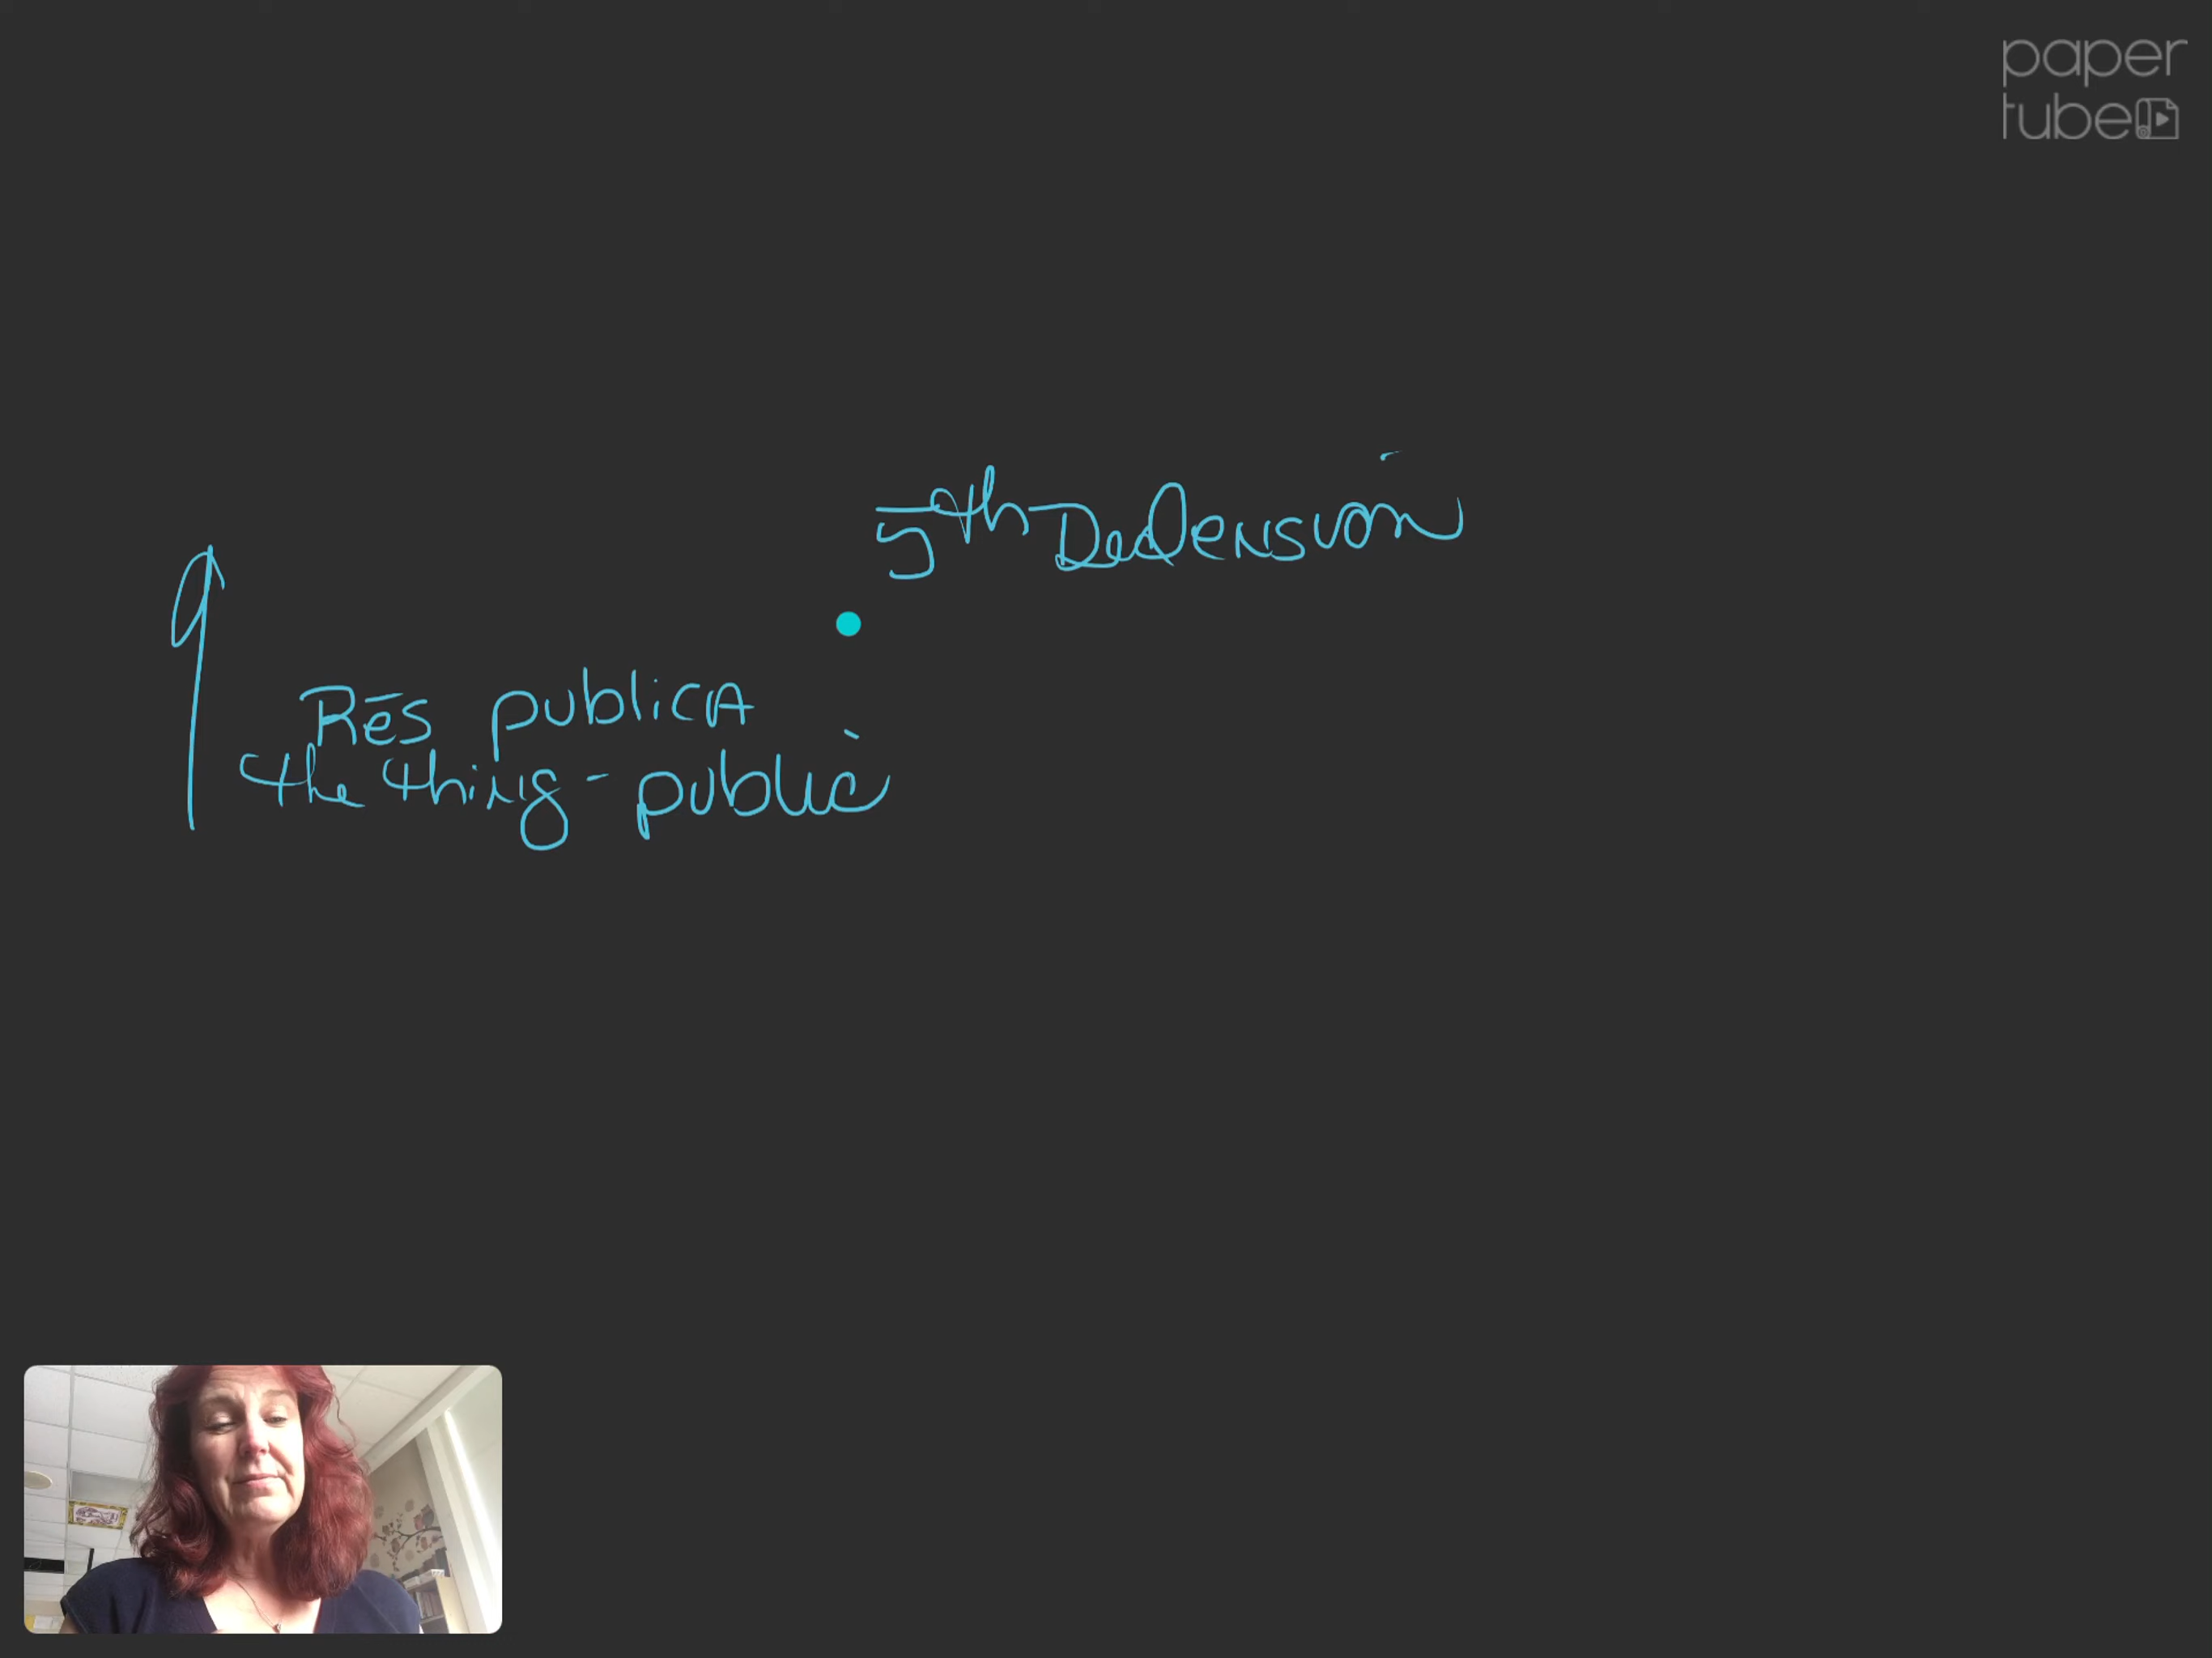 paper
tube
5th Declension
Rēs publica
the thing-public